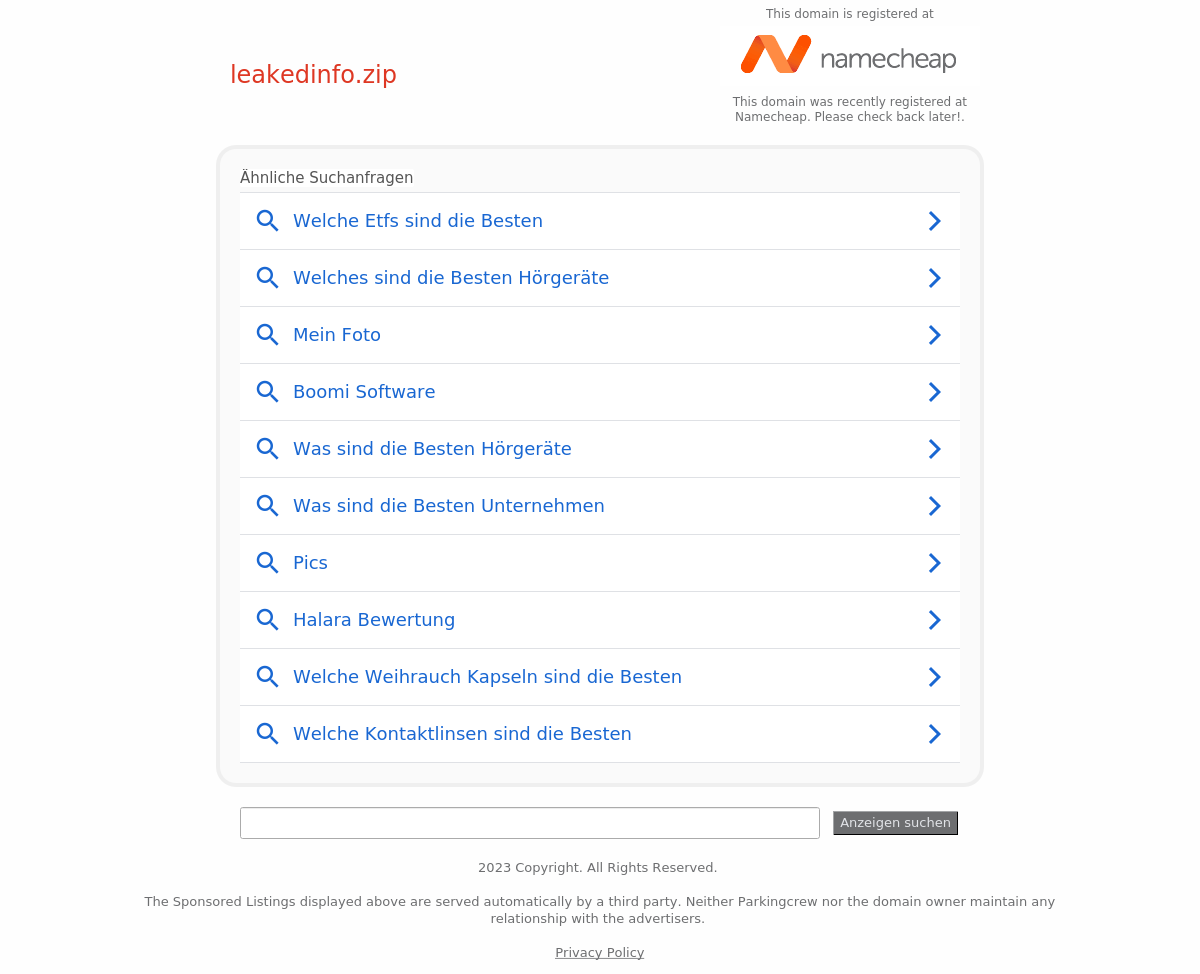 This domain is registered at
leakedinfo.zip
namecheap
This domain was recently registered at
Namecheap. Please check back later!.
Ähnliche Suchanfragen
Welche Etfs sind die Besten
Welches sind die Besten Hörgeräte
Mein Foto
Boomi Software
Was sind die Besten Hörgeräte
Was sind die Besten Unternehmen
Pics
Halara Bewertung
Welche Weihrauch Kapseln sind die Besten
Welche Kontaktlinsen sind die Besten
Anzeigen suchen
2023 Copyright. All Rights Reserved.
The Sponsored Listings displayed above are served automatically by a third party. Neither Parkingcrew nor the domain owner maintain any
relationship with the advertisers.
Privacy Policy